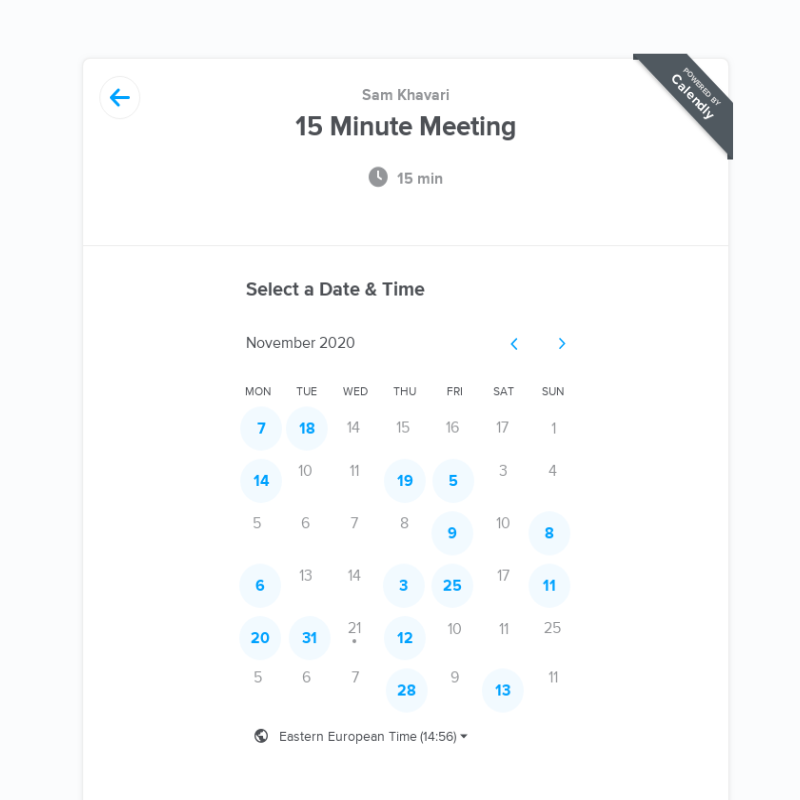 POWERED BY
Calendly
Sam Khavari
15 Minute Meeting
15 min
Select a Date & Time
November 2020
MON TUE WED THU FRI SAT SUN
7 18 14 15 16 17 1
14 10 11 19 5 3 4
5 6 7 8 9 10 8
6 13 14 3 25 17 11
20 31 21 12 10 11 25
5 6 7 28 9 13 11
Eastern European Time (14:56)